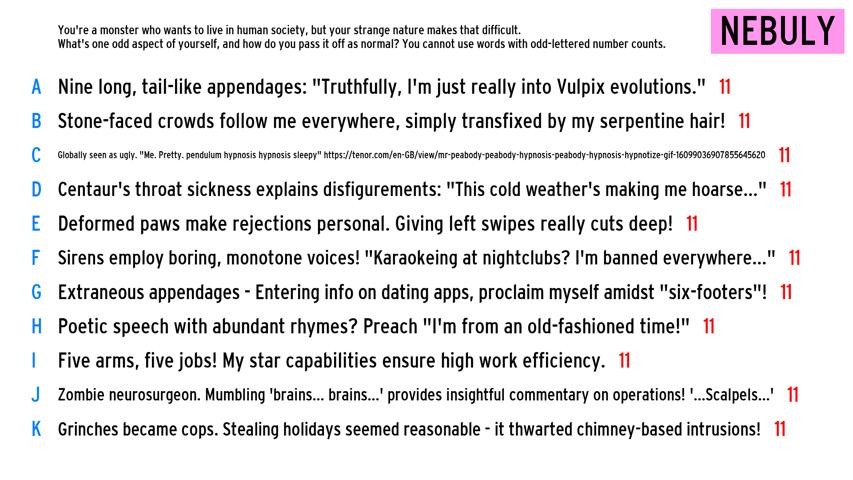 You're a monster who wants to live in human society, but your strange nature makes that difficult.
What's one odd aspect of yourself, and how do you pass it off as normal? You cannot use words with odd-lettered number counts.
NEBULY
A Nine long, tail-like appendages: "Truthfully, I'm just really into Vulpix evolutions." 11
B Stone-faced crowds follow me everywhere, simply transfixed by my serpentine hair! 11
C Globally seen as ugly. "Me. Pretty. pendulum hypnosis hypnosis sleepy" https://tenor.com/en-GB/view/mr-peabody-peabody-hypnosis-peabody-hypnosis-hypnotize-gif-16099036907855645620 11
D Centaur's throat sickness explains disfigurements: "This cold weather's making me hoarse..." 11
E Deformed paws make rejections personal. Giving left swipes really cuts deep! 11
F Sirens employ boring, monotone voices! "Karaokeing at nightclubs? I'm banned everywhere..." 11
G Extraneous appendages - Entering info on dating apps, proclaim myself amidst "six-footers"! 11
H Poetic speech with abundant rhymes? Preach "I'm from an old-fashioned time!" 11
I Five arms, five jobs! My star capabilities ensure high work efficiency. 11
J Zombie neurosurgeon. Mumbling 'brains... brains...' provides insightful commentary on operations! '...Scalpels...' 11
K Grinches became cops. Stealing holidays seemed reasonable - it thwarted chimney-based intrusions! 11